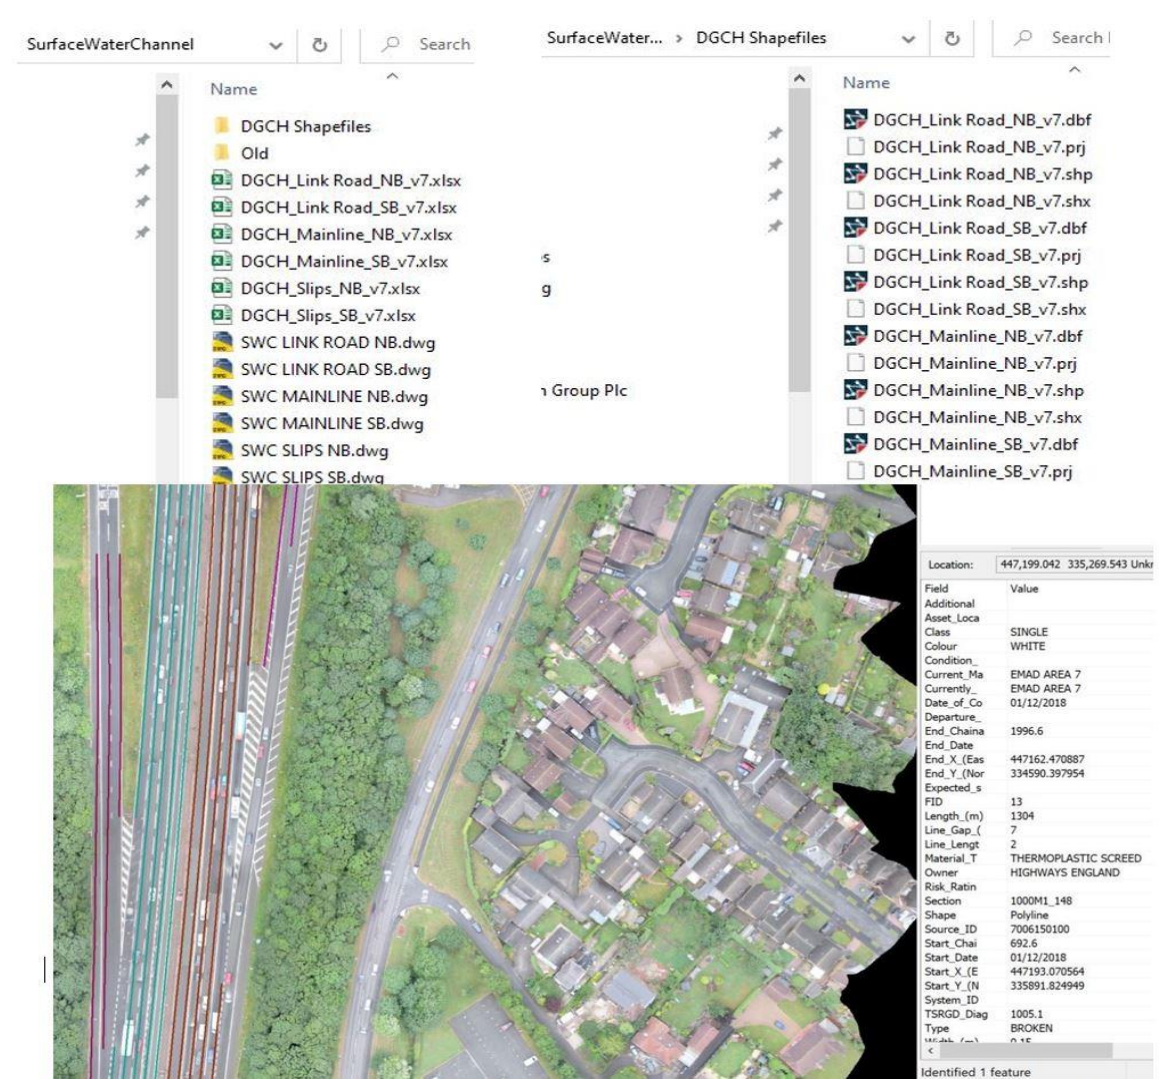 SurfaceWaterChannel
Search
Name
DGCH Shapefiles
Old
DGCH_Link Road_NB_v7.xlsx
DGCH_Link Road_SB_v7.xlsx
DGCH_Mainline_NB_v7.xlsx
DGCH_Mainline_SB_v7.xlsx
DGCH_Slips_NB_v7.xlsx
DGCH_Slips_SB_v7.xlsx
SWC LINK ROAD NB.dwg
SWC LINK ROAD SB.dwg
SWC MAINLINE NB.dwg
SWC MAINLINE SB.dwg
SWC SLIPS NB.dwg
SWC SLIPS SB.dwg
SurfaceWater... › DGCH Shapefiles
Search
Name
DGCH_Link Road_NB_v7.dbf
DGCH_Link Road_NB_v7.prj
DGCH_Link Road_NB_v7.shp
DGCH_Link Road_NB_v7.shx
DGCH_Link Road_SB_v7.dbf
DGCH_Link Road_SB_v7.prj
DGCH_Link Road_SB_v7.shp
DGCH_Link Road_SB_v7.shx
DGCH_Mainline_NB_v7.dbf
DGCH_Mainline_NB_v7.prj
DGCH_Mainline_NB_v7.shp
DGCH_Mainline_NB_v7.shx
DGCH_Mainline_SB_v7.dbf
DGCH_Mainline_SB_v7.prj
s
g
n Group Plc
Location: 447,199.042 335,269.543 Unkr
Field Value
Additional
Asset_Loca
Class SINGLE
Colour WHITE
Condition_
Current_Ma EMAD AREA 7
Currently_ EMAD AREA 7
Date_of_Co 01/12/2018
Departure_
End_Chaina 1996.6
End_Date
End_X_(Eas 447162.470887
End_Y_(Nor 334590.397954
Expected_s
FID 13
Length_(m) 1304
Line_Gap_( 7
Line_Lengt 2
Material_T THERMOPLASTIC SCREED
Owner HIGHWAYS ENGLAND
Risk_Ratin
Section 1000M1_148
Shape Polyline
Source_ID 7006150100
Start_Chai 692.6
Start_Date 01/12/2018
Start_X_(E 447193.070564
Start_Y_(N 335891.824949
System_ID
TSRGD_Diag 1005.1
Type BROKEN
Width_(m) 0.15
Identified 1 feature